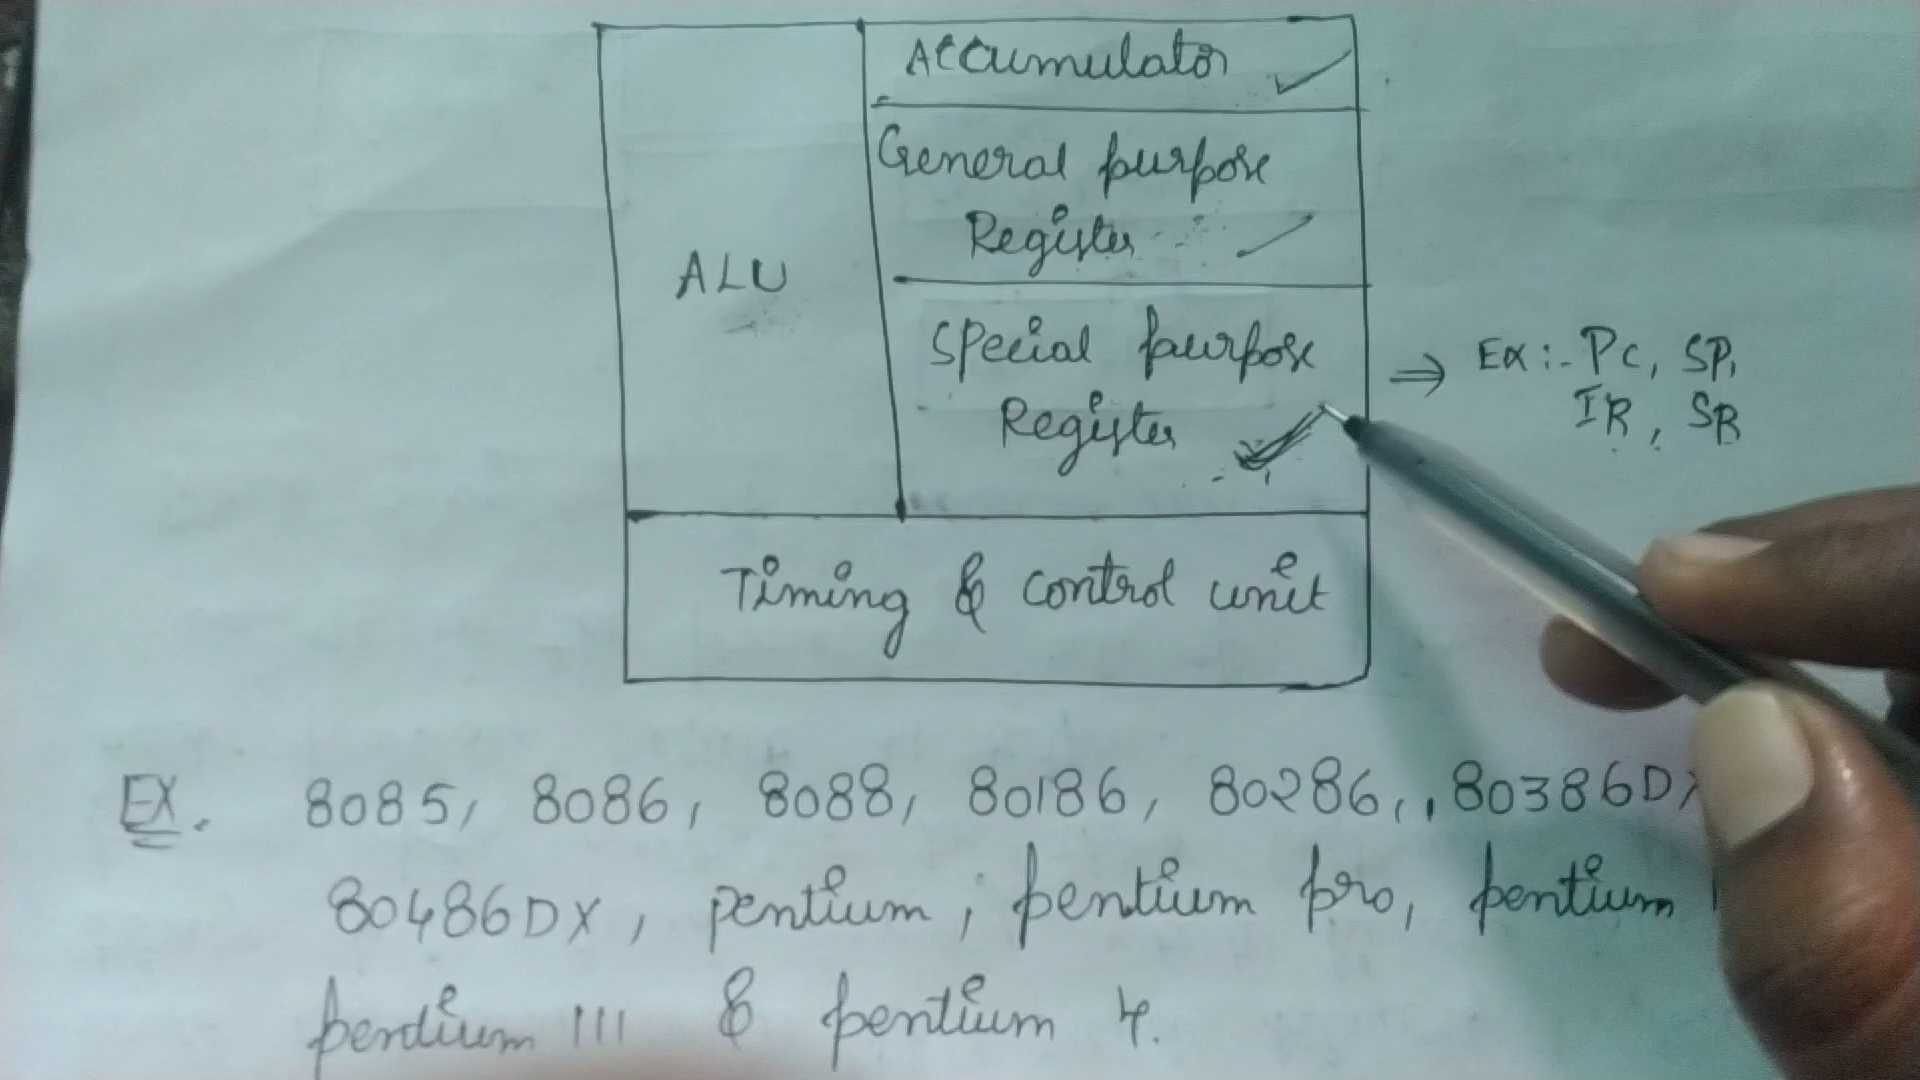 Accumulator
General purpose
Register
ALU
Special purpose
Register
⇒ Ex:- PC, SP,
IR, SR
Timing & control unit
EX. 8085, 8086, 8088, 80186, 80286,, 80386DX
80486DX, pentium, pentium pro, pentium
pentium III & pentium 4.